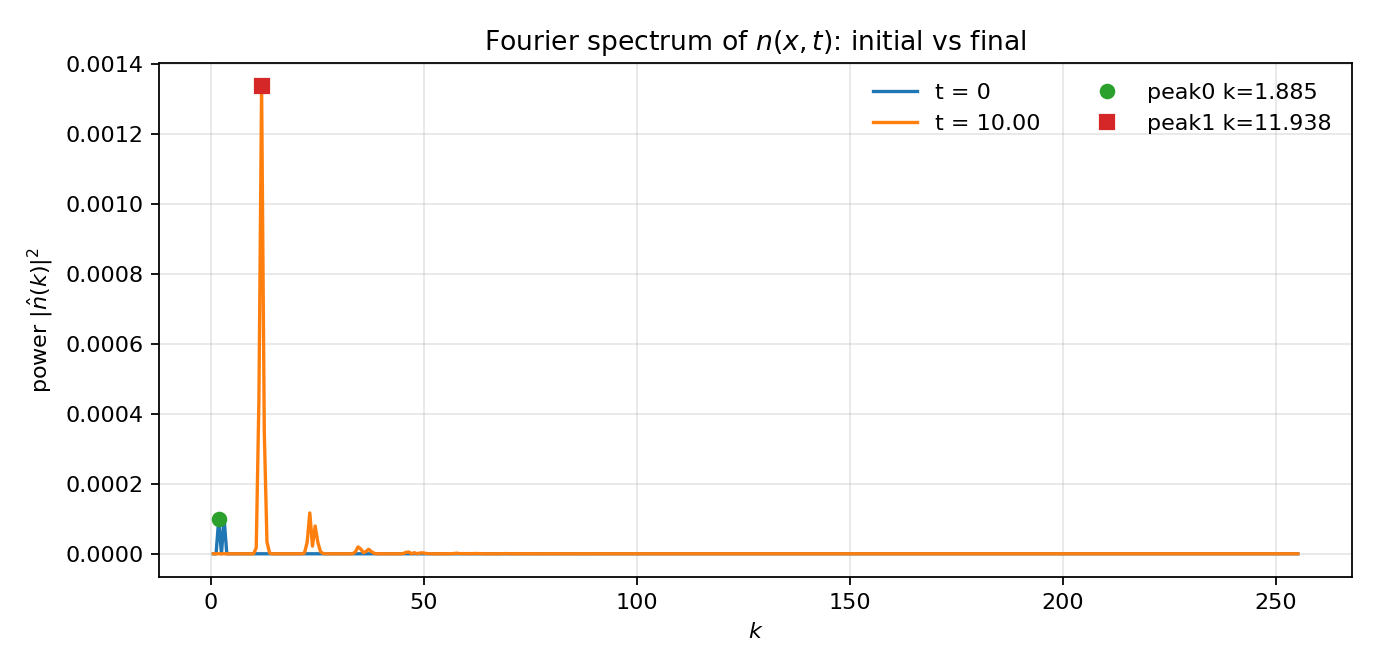 Fourier spectrum of n(x, t): initial vs final
t = 0
t = 10.00
peak0 k=1.885
peak1 k=11.938
power |n̂(k)|²
0.0014
0.0012
0.0010
0.0008
0.0006
0.0004
0.0002
0.0000
0 50 100 150 200 250
k